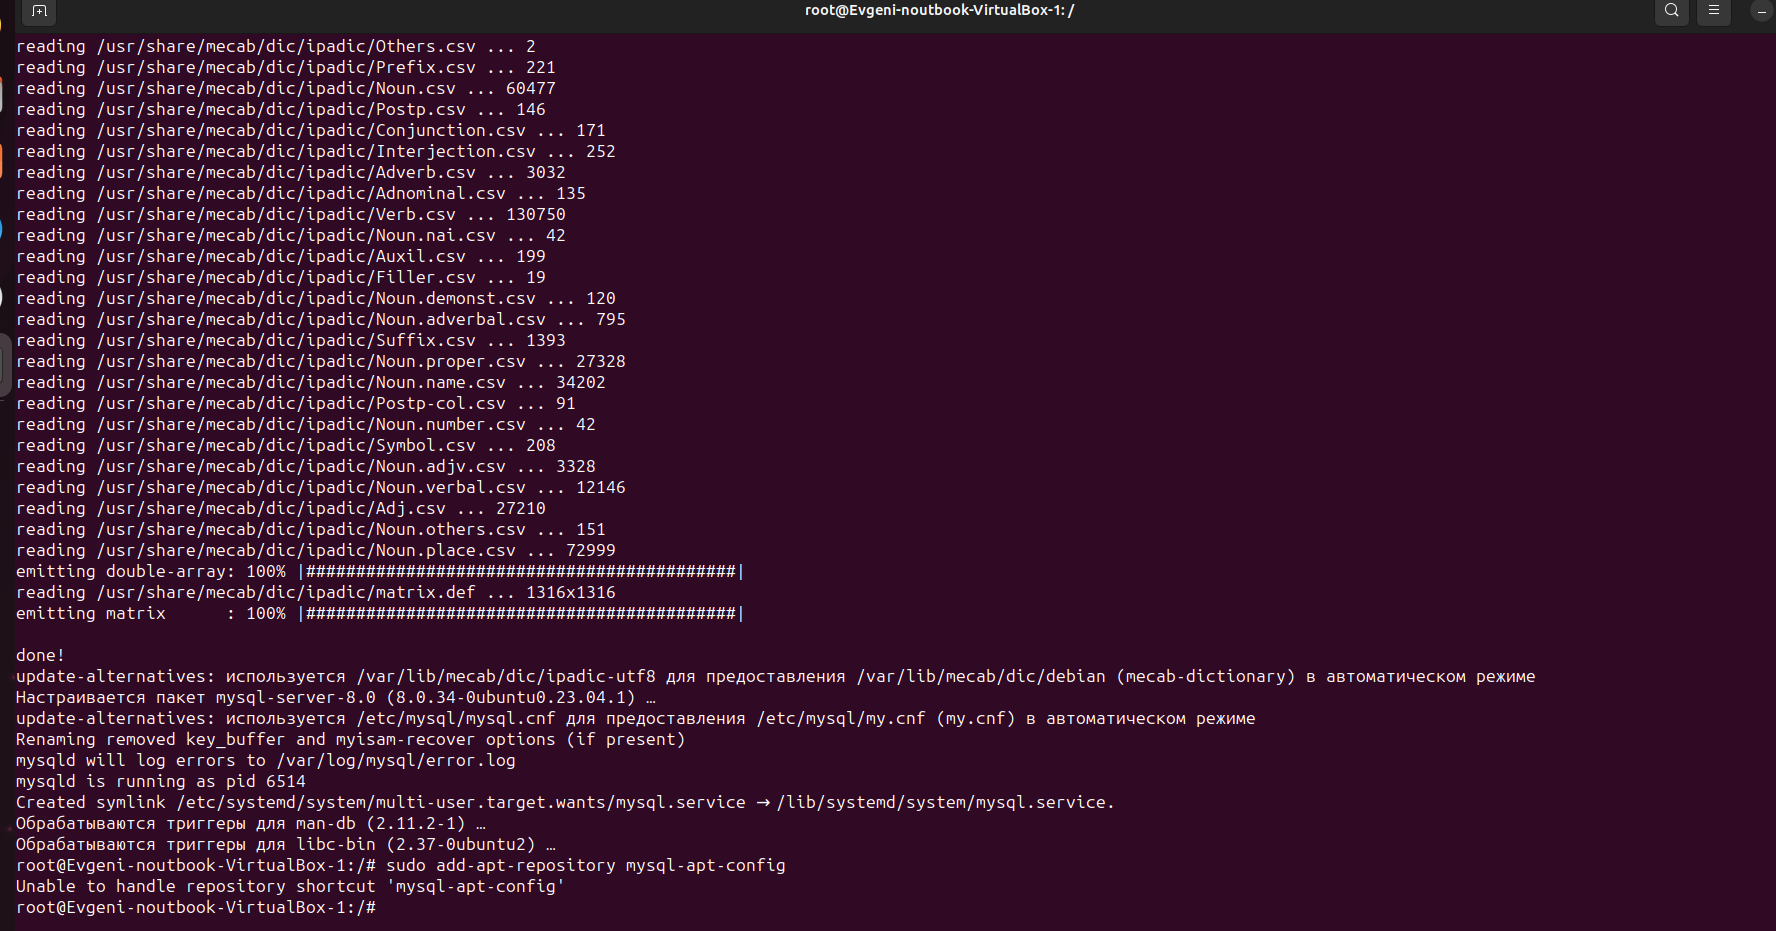 root@Evgeni-noutbook-VirtualBox-1: /
reading /usr/share/mecab/dic/ipadic/Others.csv ... 2
reading /usr/share/mecab/dic/ipadic/Prefix.csv ... 221
reading /usr/share/mecab/dic/ipadic/Noun.csv ... 60477
reading /usr/share/mecab/dic/ipadic/Postp.csv ... 146
reading /usr/share/mecab/dic/ipadic/Conjunction.csv ... 171
reading /usr/share/mecab/dic/ipadic/Interjection.csv ... 252
reading /usr/share/mecab/dic/ipadic/Adverb.csv ... 3032
reading /usr/share/mecab/dic/ipadic/Adnominal.csv ... 135
reading /usr/share/mecab/dic/ipadic/Verb.csv ... 130750
reading /usr/share/mecab/dic/ipadic/Noun.nai.csv ... 42
reading /usr/share/mecab/dic/ipadic/Auxil.csv ... 199
reading /usr/share/mecab/dic/ipadic/Filler.csv ... 19
reading /usr/share/mecab/dic/ipadic/Noun.demonst.csv ... 120
reading /usr/share/mecab/dic/ipadic/Noun.adverbal.csv ... 795
reading /usr/share/mecab/dic/ipadic/Suffix.csv ... 1393
reading /usr/share/mecab/dic/ipadic/Noun.proper.csv ... 27328
reading /usr/share/mecab/dic/ipadic/Noun.name.csv ... 34202
reading /usr/share/mecab/dic/ipadic/Postp-col.csv ... 91
reading /usr/share/mecab/dic/ipadic/Noun.number.csv ... 42
reading /usr/share/mecab/dic/ipadic/Symbol.csv ... 208
reading /usr/share/mecab/dic/ipadic/Noun.adjv.csv ... 3328
reading /usr/share/mecab/dic/ipadic/Noun.verbal.csv ... 12146
reading /usr/share/mecab/dic/ipadic/Adj.csv ... 27210
reading /usr/share/mecab/dic/ipadic/Noun.others.csv ... 151
reading /usr/share/mecab/dic/ipadic/Noun.place.csv ... 72999
emitting double-array: 100% |###########################################|
reading /usr/share/mecab/dic/ipadic/matrix.def ... 1316x1316
emitting matrix      : 100% |###########################################|
done!
update-alternatives: используется /var/lib/mecab/dic/ipadic-utf8 для предоставления /var/lib/mecab/dic/debian (mecab-dictionary) в автоматическом режиме
Настраивается пакет mysql-server-8.0 (8.0.34-0ubuntu0.23.04.1) …
update-alternatives: используется /etc/mysql/mysql.cnf для предоставления /etc/mysql/my.cnf (my.cnf) в автоматическом режиме
Renaming removed key_buffer and myisam-recover options (if present)
mysqld will log errors to /var/log/mysql/error.log
mysqld is running as pid 6514
Created symlink /etc/systemd/system/multi-user.target.wants/mysql.service → /lib/systemd/system/mysql.service.
Обрабатываются триггеры для man-db (2.11.2-1) …
Обрабатываются триггеры для libc-bin (2.37-0ubuntu2) …
root@Evgeni-noutbook-VirtualBox-1:/# sudo add-apt-repository mysql-apt-config
Unable to handle repository shortcut 'mysql-apt-config'
root@Evgeni-noutbook-VirtualBox-1:/#